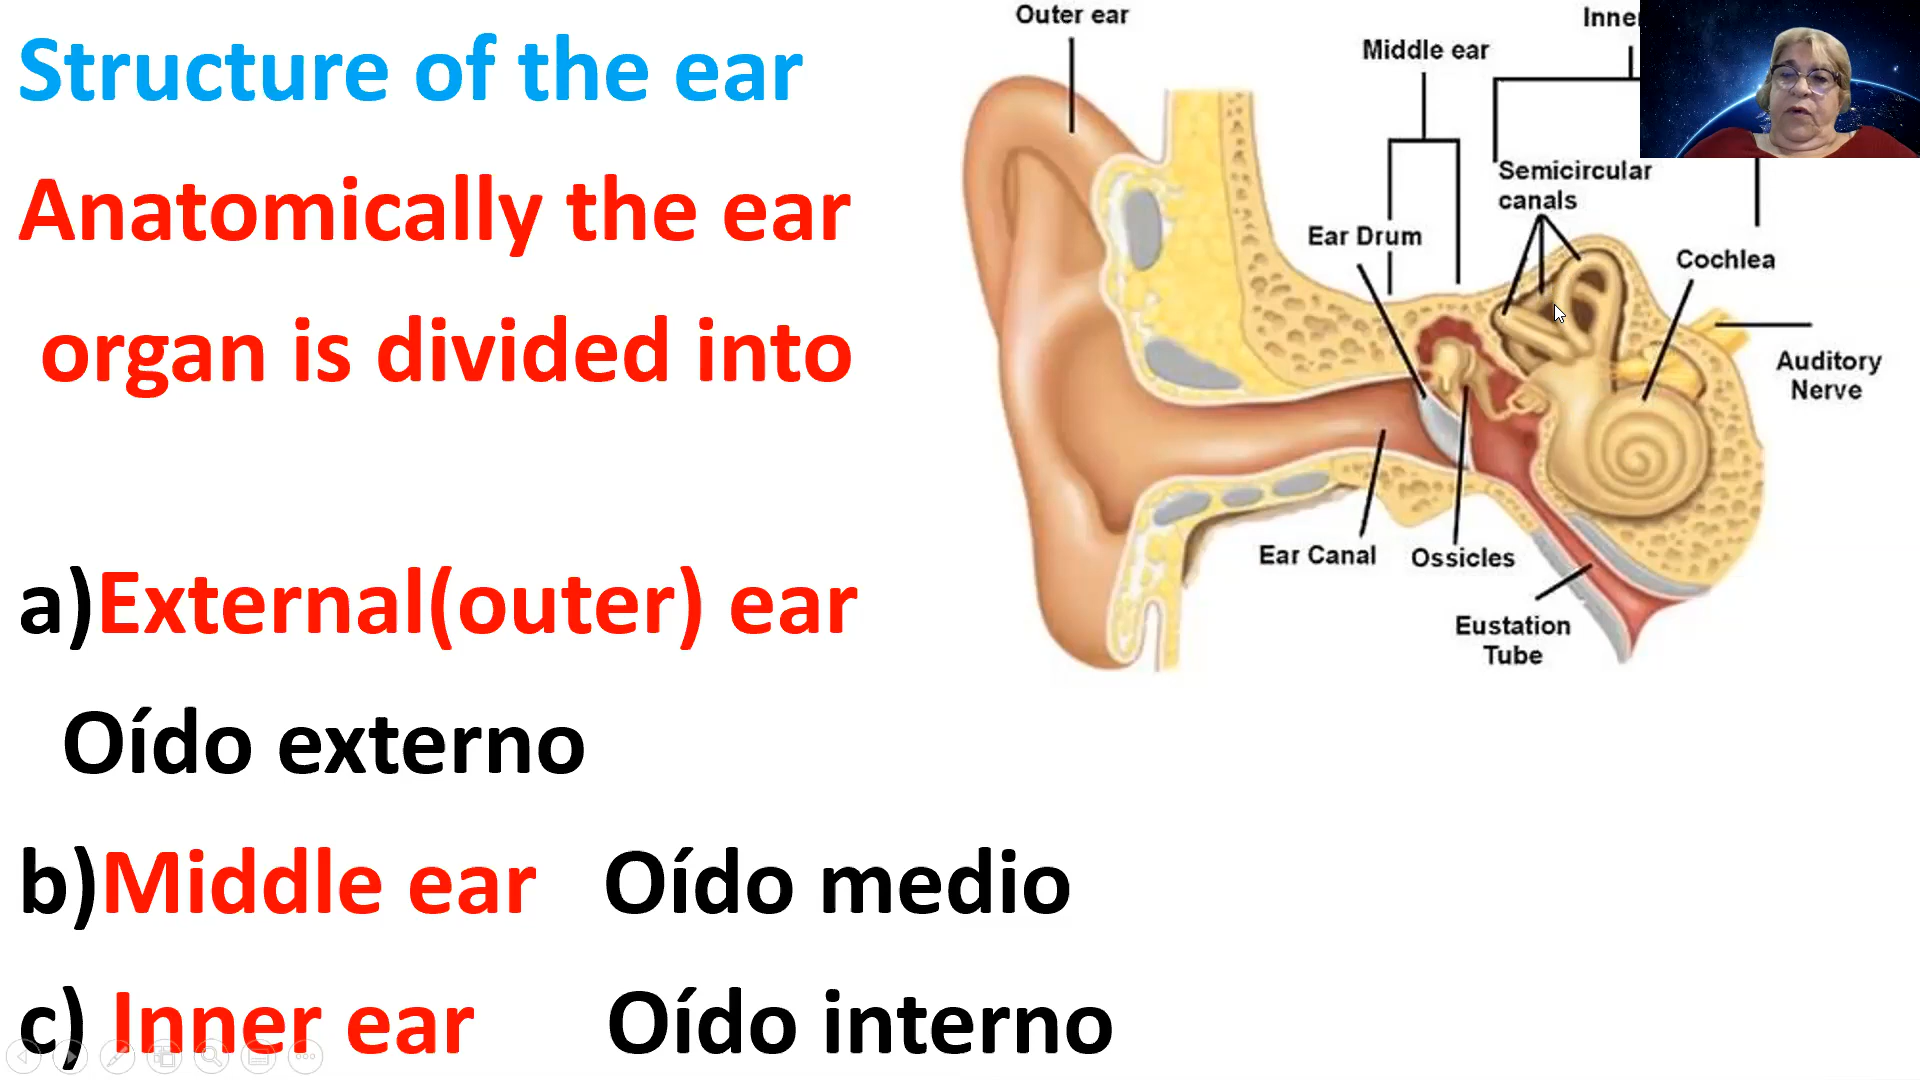 Structure of the ear
Anatomically the ear
organ is divided into
a)External(outer) ear
Oído externo
b)Middle ear Oído medio
c) Inner ear Oído interno
Outer ear
Middle ear
Semicircular
canals
Ear Drum
Cochlea
Auditory
Nerve
Ear Canal
Ossicles
Eustation
Tube